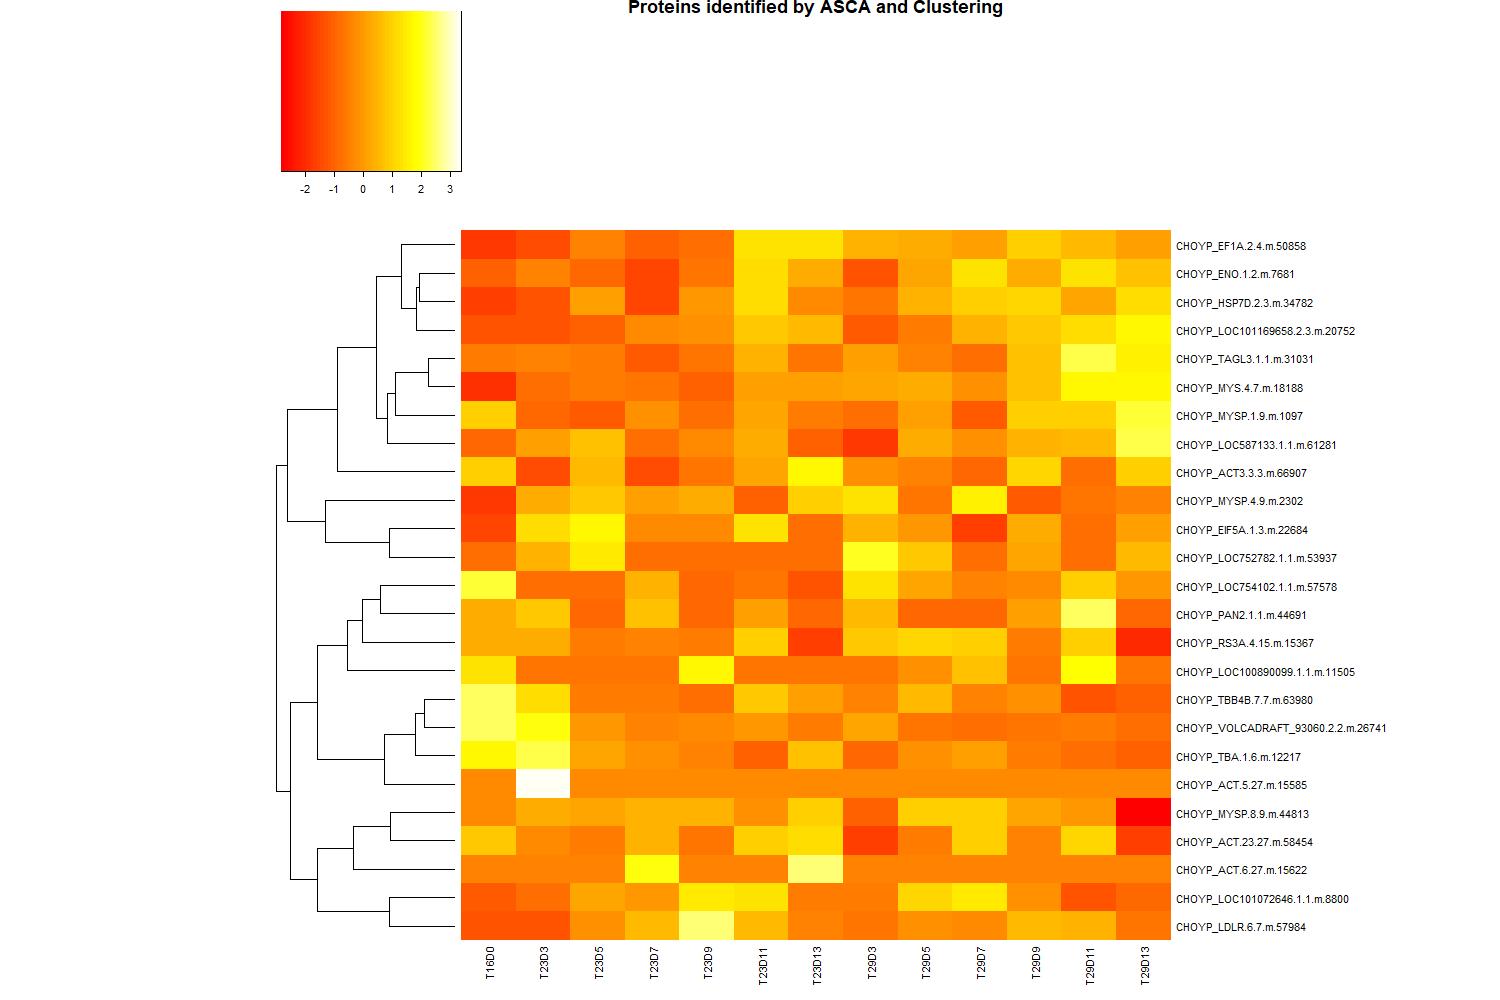 Proteins identified by ASCA and Clustering
-2 -1 0 1 2 3
CHOYP_EF1A.2.4.m.50858
CHOYP_ENO.1.2.m.7681
CHOYP_HSP7D.2.3.m.34782
CHOYP_LOC101169658.2.3.m.20752
CHOYP_TAGL3.1.1.m.31031
CHOYP_MYS.4.7.m.18188
CHOYP_MYSP.1.9.m.1097
CHOYP_LOC587133.1.1.m.61281
CHOYP_ACT3.3.3.m.66907
CHOYP_MYSP.4.9.m.2302
CHOYP_EIF5A.1.3.m.22684
CHOYP_LOC752782.1.1.m.53937
CHOYP_LOC754102.1.1.m.57578
CHOYP_PAN2.1.1.m.44691
CHOYP_RS3A.4.15.m.15367
CHOYP_LOC100890099.1.1.m.11505
CHOYP_TBB4B.7.7.m.63980
CHOYP_VOLCADRAFT_93060.2.2.m.26741
CHOYP_TBA.1.6.m.12217
CHOYP_ACT.5.27.m.15585
CHOYP_MYSP.8.9.m.44813
CHOYP_ACT.23.27.m.58454
CHOYP_ACT.6.27.m.15622
CHOYP_LOC101072646.1.1.m.8800
CHOYP_LDLR.6.7.m.57984
T16D0
T23D3
T23D5
T23D7
T23D9
T23D11
T23D13
T29D3
T29D5
T29D7
T29D9
T29D11
T29D13